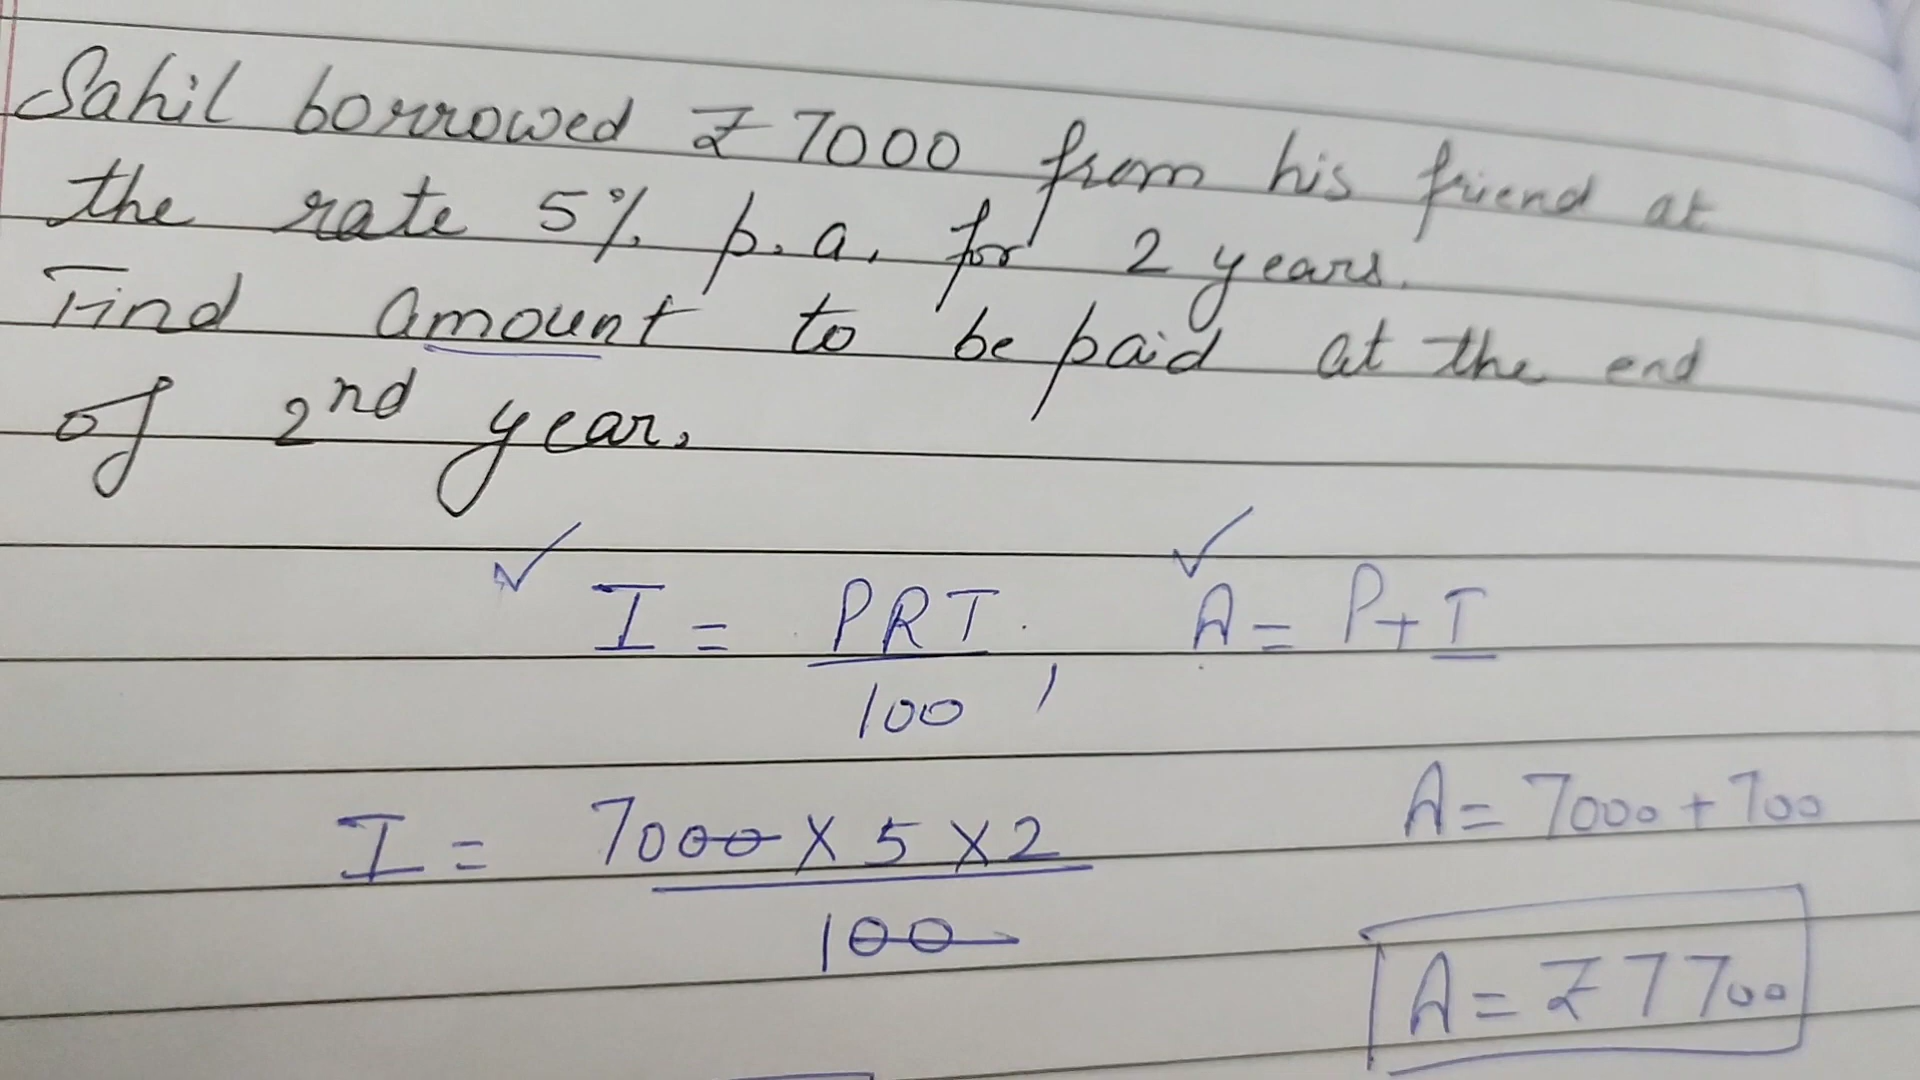 Sahil borrowed ₹ 7000 from his friend at
the rate 5% p.a. for 2 years.
Find amount to be paid at the end
of 2nd year.
✓ I = PRT / 100 , ✓ A = P + I
I = 7000 X 5 X 2 / 100
A = 7000 + 700
A = ₹ 7700